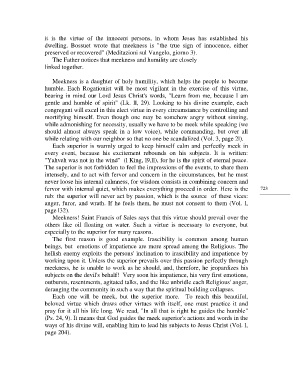 it is the virtue of the innocent persons, in whom Jesus has established his
dwelling. Bossuet wrote that meekness is "the true sign of innocence, either
preserved or recovered" (Meditazioni sul Vangelo, giorno 3).
The Father notices that meekness and humility are closely
linked together.
Meekness is a daughter of holy humility, which helps the people to become
humble. Each Rogationist will be most vigilant in the exercise of this virtue,
bearing in mind our Lord Jesus Christ's words, "Learn from me, because I am
gentle and humble of spirit" (Lk. 8, 29). Looking to his divine example, each
congregant will excel in this elect virtue in every circumstance by controlling and
mortifying himself. Even though one may be somehow angry without sinning,
while admonishing for necessity, usually we have to be meek while speaking (we
should almost always speak in a low voice), while commanding, but over all
while relating with our neighbor so that no one be scandalized (Vol. 3, page 21).
Each superior is warmly urged to keep himself calm and perfectly meek in
every event, because his excitement rebounds on his subjects. It is written:
"Yahweh was not in the wind" (1 King, 19,11), for he is the spirit of eternal peace.
The superior is not forbidden to feel the impressions of the events, to share them
intensely, and to act with fervor and concern in the circumstances, but he must
never loose his internal calmness, for wisdom consists in combining concern and
fervor with internal quiet, which makes everything proceed in order. Here is the
rub: the superior will never act by passion, which is the source of these vices:
anger, furor, and wrath. If he feels them, he must not consent to them (Vol. 1,
page 132).
Meekness! Saint Francis of Sales says that this virtue should prevail over the
others like oil floating on water. Such a virtue is necessary to everyone, but
especially to the superior for many reasons.
The first reason is good example. Irascibility is common among human
beings, but emotions of impatience are must spread among the Religious. The
hellish enemy exploits the persons' inclination to irascibility and impatience by
working upon it. Unless the superior prevails over this passion perfectly through
meekness, he is unable to work as he should, and, therefore, he jeopardizes his
subjects on the devil's behalf! Very soon his impatience, his very first emotions,
outbursts, resentments, agitated talks, and the like unbridle each Religious' anger,
deranging the community in such a way that the spiritual building collapses.
Each one will be meek, but the superior more. To reach this beautiful,
beloved virtue which draws other virtues with itself, one must practice it and
pray for it all his life long. We read, "In all that is right he guides the humble"
(Ps. 24, 9). It means that God guides the meek superior's actions and words in the
ways of his divine will, enabling him to lead his subjects to Jesus Christ (Vol. 1,
page 204).